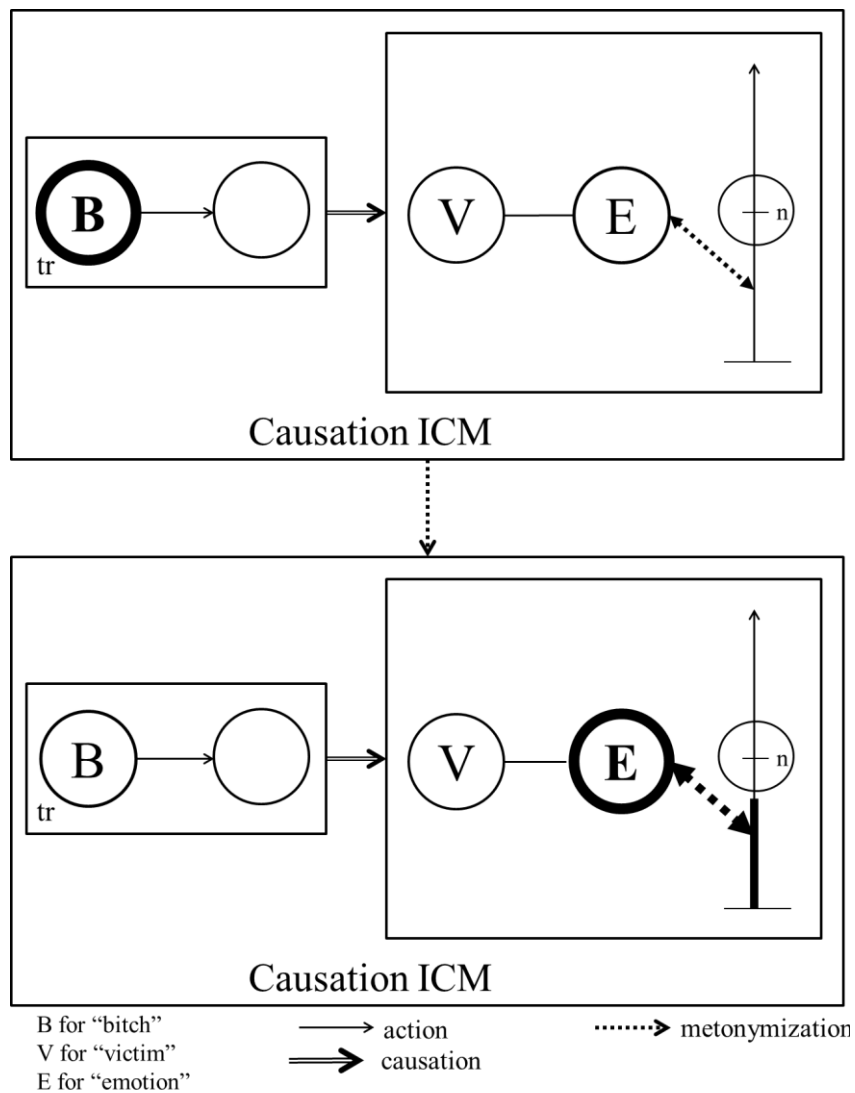 B
tr
V
E
n
Causation ICM
B
tr
V
E
n
Causation ICM
B for “bitch”
V for “victim”
E for “emotion”
action
causation
metonymization